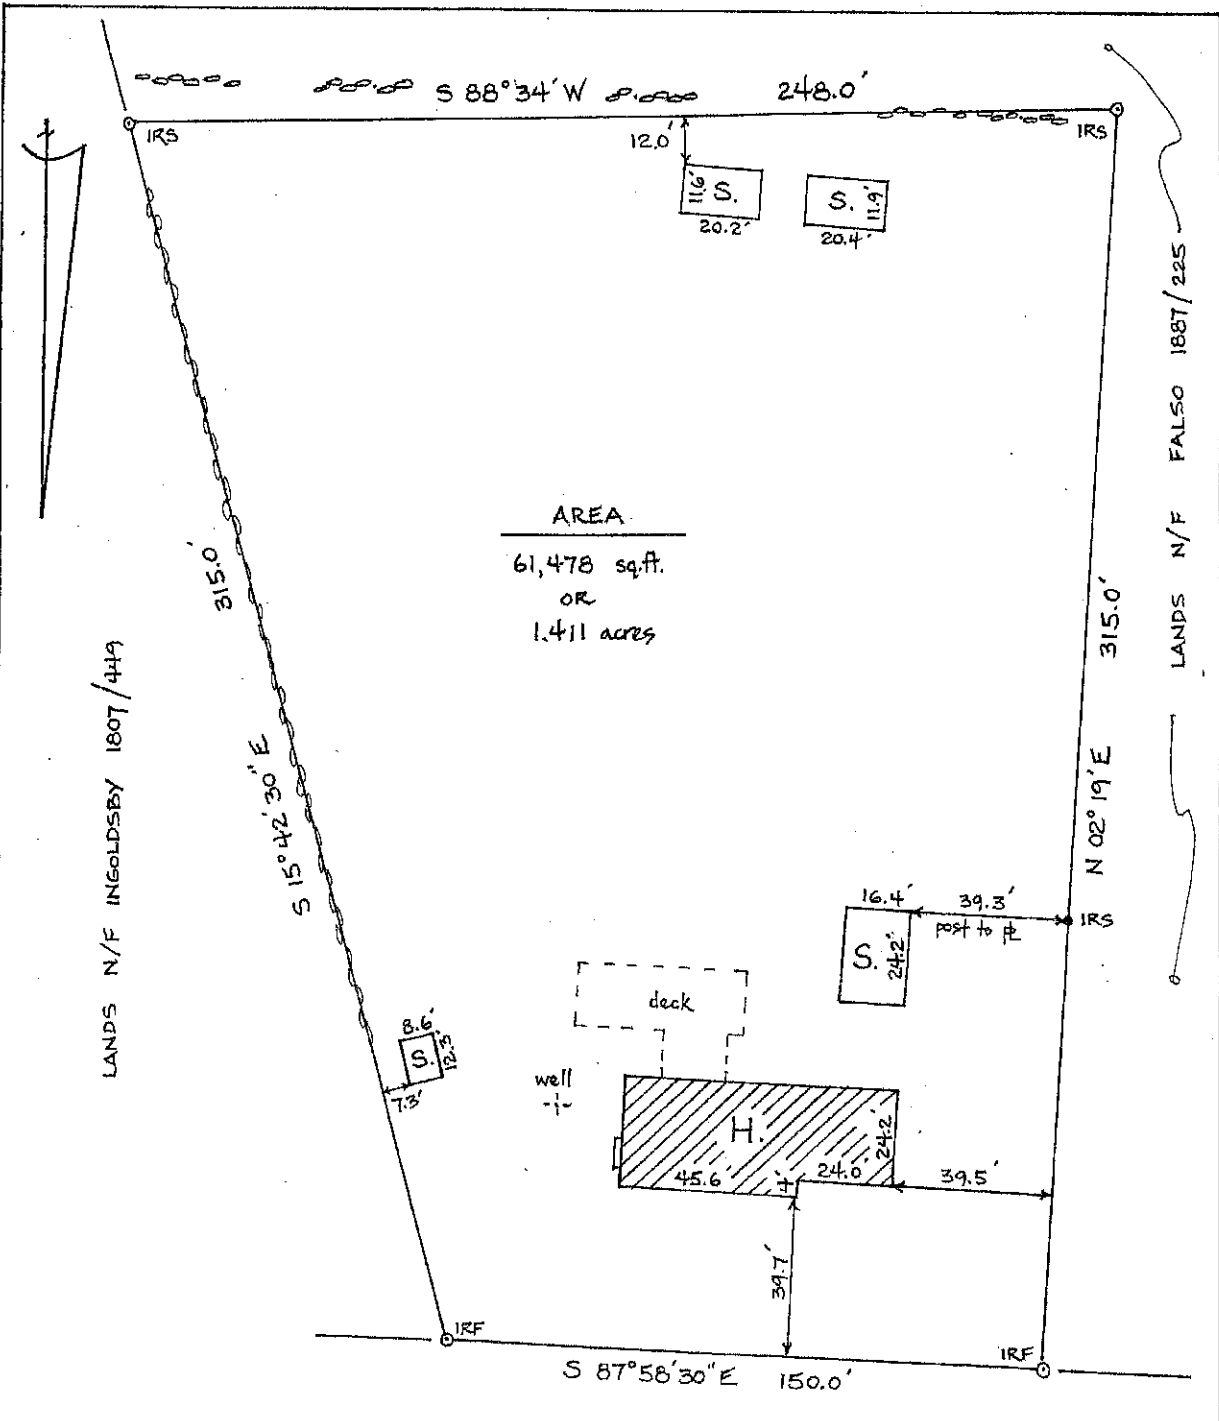 S 88°34' W 248.0'
IRS
IRS
12.0'
11.6'
S.
20.2'
S.
11.9'
20.4'
LANDS N/F FALSO 1887/225
AREA
61,478 sq.ft.
OR
1.411 acres
315.0'
315.0'
LANDS N/F INGOLDSBY 1807/449
S 15°42'30" E
N 02°19' E
16.4'
39.3'
post to PL
IRS
S.
24.2'
deck
8.6'
S.
12.3'
7.3'
well
H.
24.2'
45.6'
4'
24.0'
39.5'
39.7'
IRF
IRF
S 87°58'30" E 150.0'